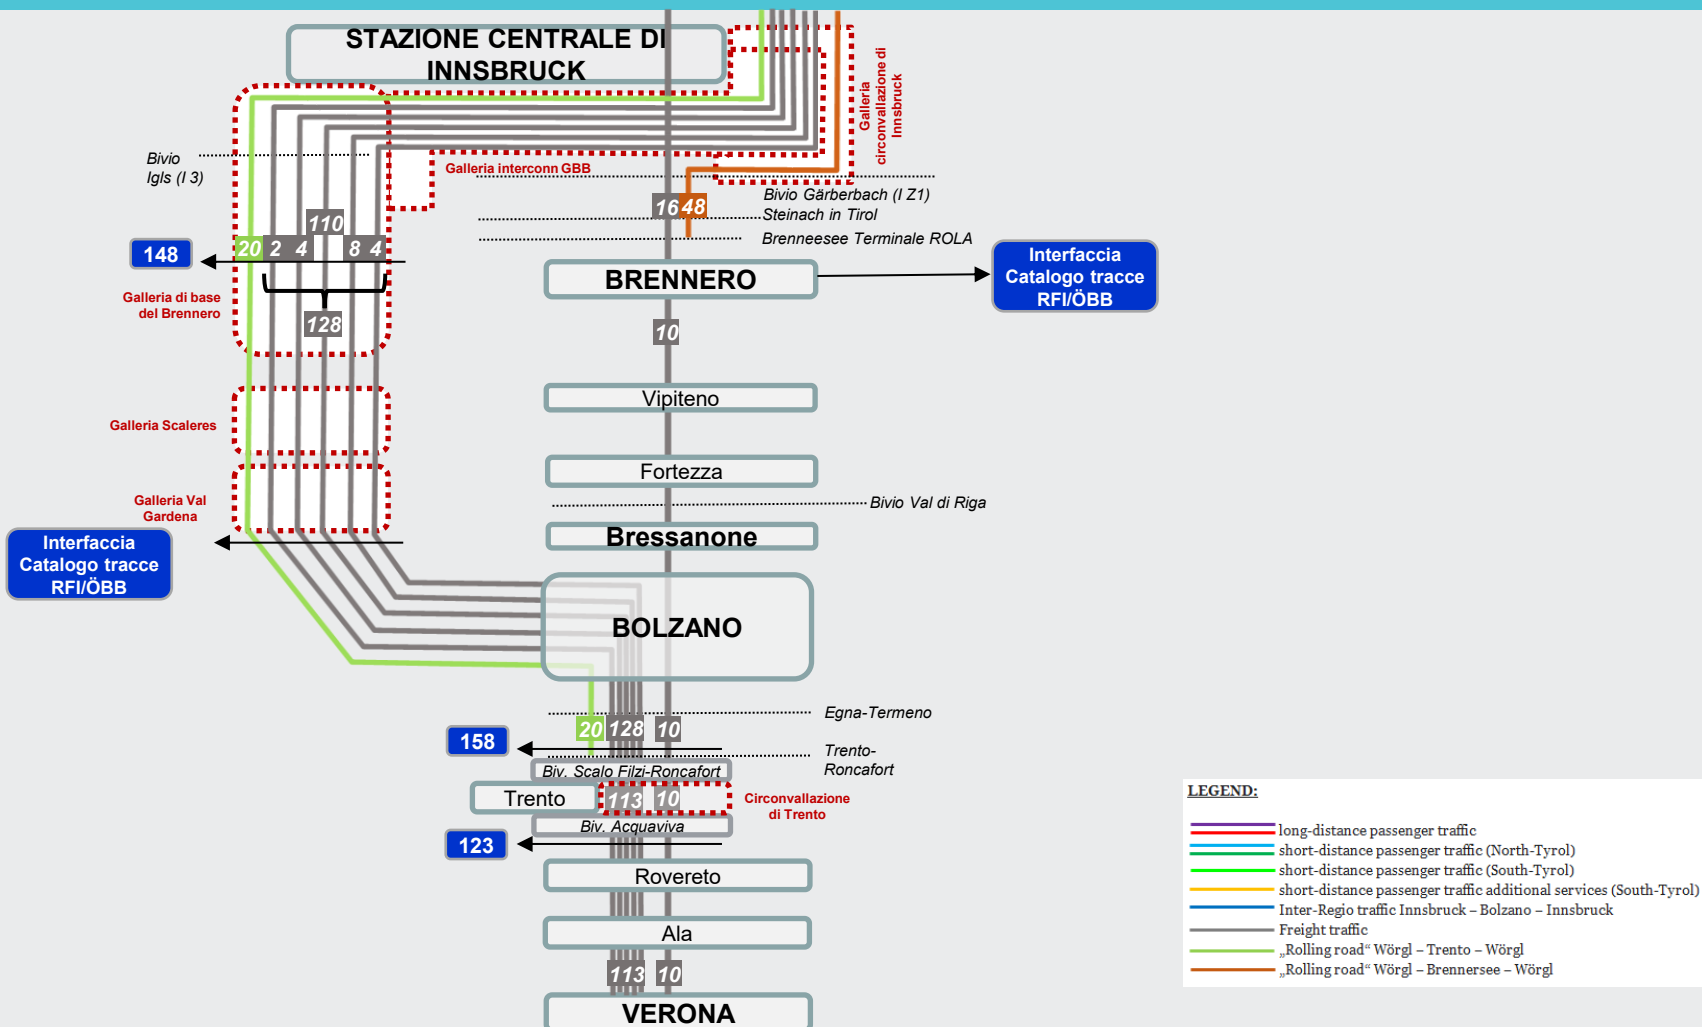 STAZIONE CENTRALE DI
INNSBRUCK
Galleria
circonvallazione di
Innsbruck
Bivio
Igls (I 3)
Galleria interconn GBB
Bivio Gärberbach (I Z1)
16 48
Steinach in Tirol
110
Brenneesee Terminale ROLA
148
20 2 4 8 4
BRENNERO
Interfaccia
Catalogo tracce
RFI/ÖBB
Galleria di base
del Brennero
128
10
Vipiteno
Galleria Scaleres
Fortezza
Galleria Val
Gardena
Bivio Val di Riga
Bressanone
Interfaccia
Catalogo tracce
RFI/ÖBB
BOLZANO
Egna-Termeno
20 128 10
158
Trento-
Roncafort
Biv. Scalo Filzi-Roncafort
Trento
113 10
Circonvallazione
di Trento
Biv. Acquaviva
123
Rovereto
Ala
113 10
VERONA
LEGEND:
long-distance passenger traffic
short-distance passenger traffic (North-Tyrol)
short-distance passenger traffic (South-Tyrol)
short-distance passenger traffic additional services (South-Tyrol)
Inter-Regio traffic Innsbruck – Bolzano – Innsbruck
Freight traffic
„Rolling road“ Wörgl – Trento – Wörgl
„Rolling road“ Wörgl – Brennersee – Wörgl